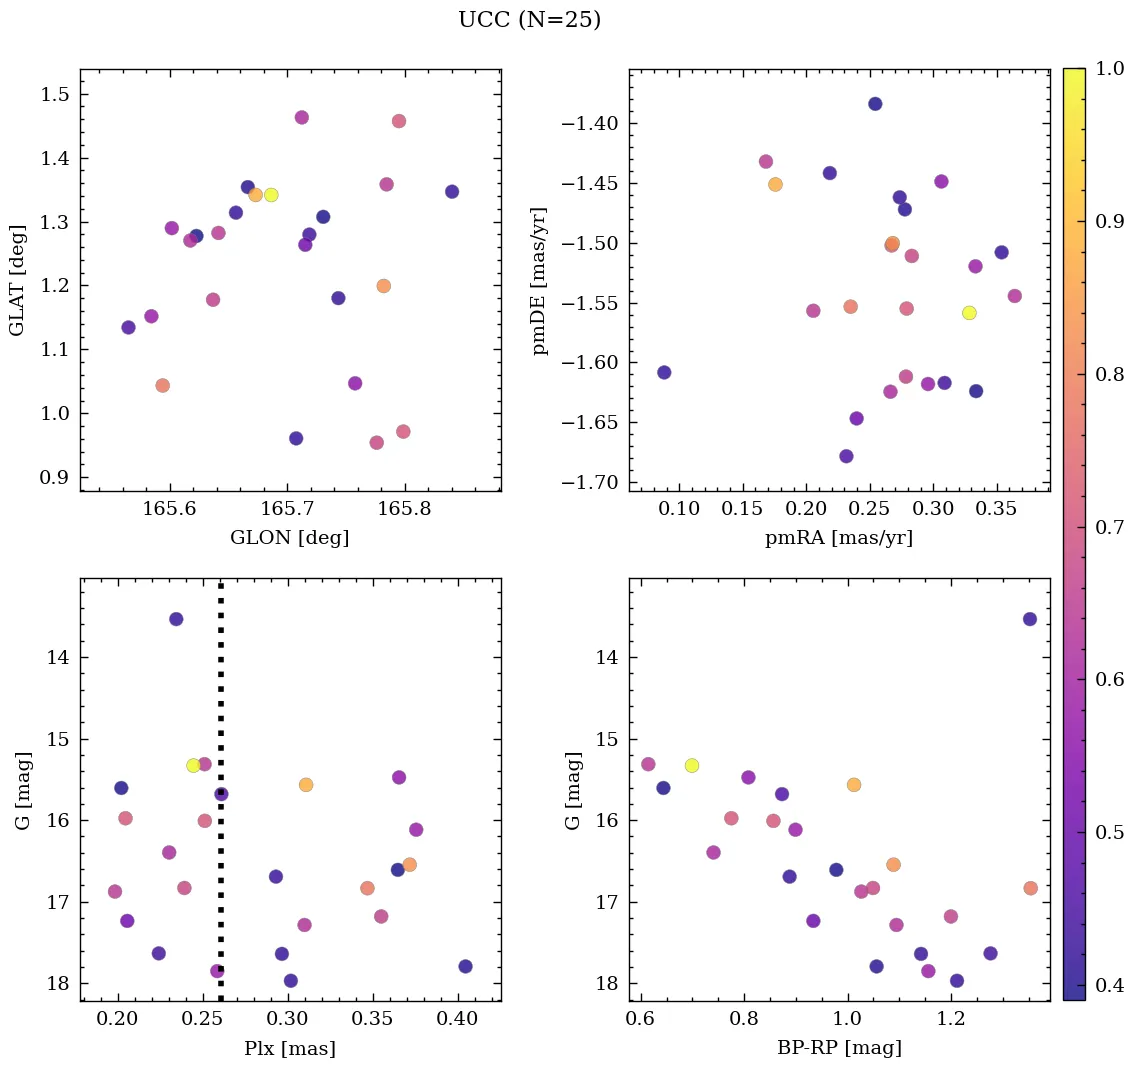 UCC (N=25)
1.5
1.4
1.3
1.2
1.1
1.0
0.9
GLAT [deg]
165.6 165.7 165.8
GLON [deg]
−1.40
−1.45
−1.50
−1.55
−1.60
−1.65
−1.70
pmDE [mas/yr]
0.10 0.15 0.20 0.25 0.30 0.35
pmRA [mas/yr]
14
15
16
17
18
G [mag]
0.20 0.25 0.30 0.35 0.40
Plx [mas]
14
15
16
17
18
G [mag]
0.6 0.8 1.0 1.2
BP-RP [mag]
1.0
0.9
0.8
0.7
0.6
0.5
0.4